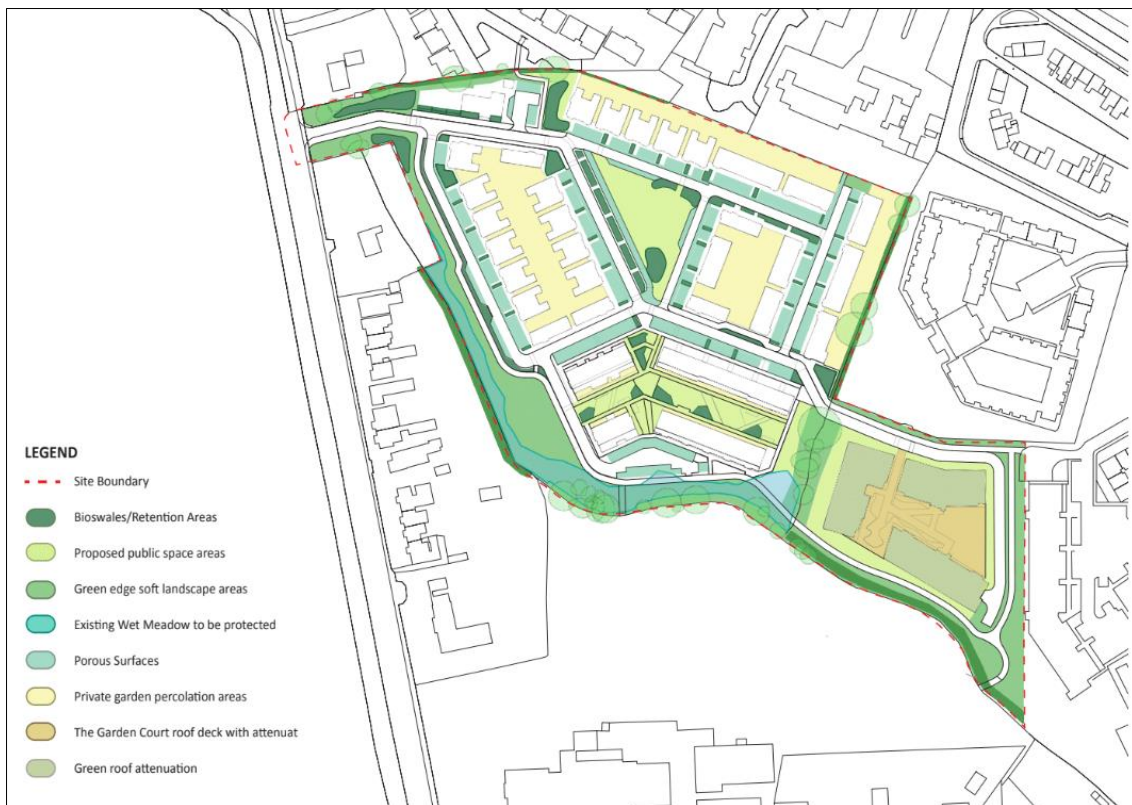 LEGEND
Site Boundary
Bioswales/Retention Areas
Proposed public space areas
Green edge soft landscape areas
Existing Wet Meadow to be protected
Porous Surfaces
Private garden percolation areas
The Garden Court roof deck with attenuat
Green roof attenuation